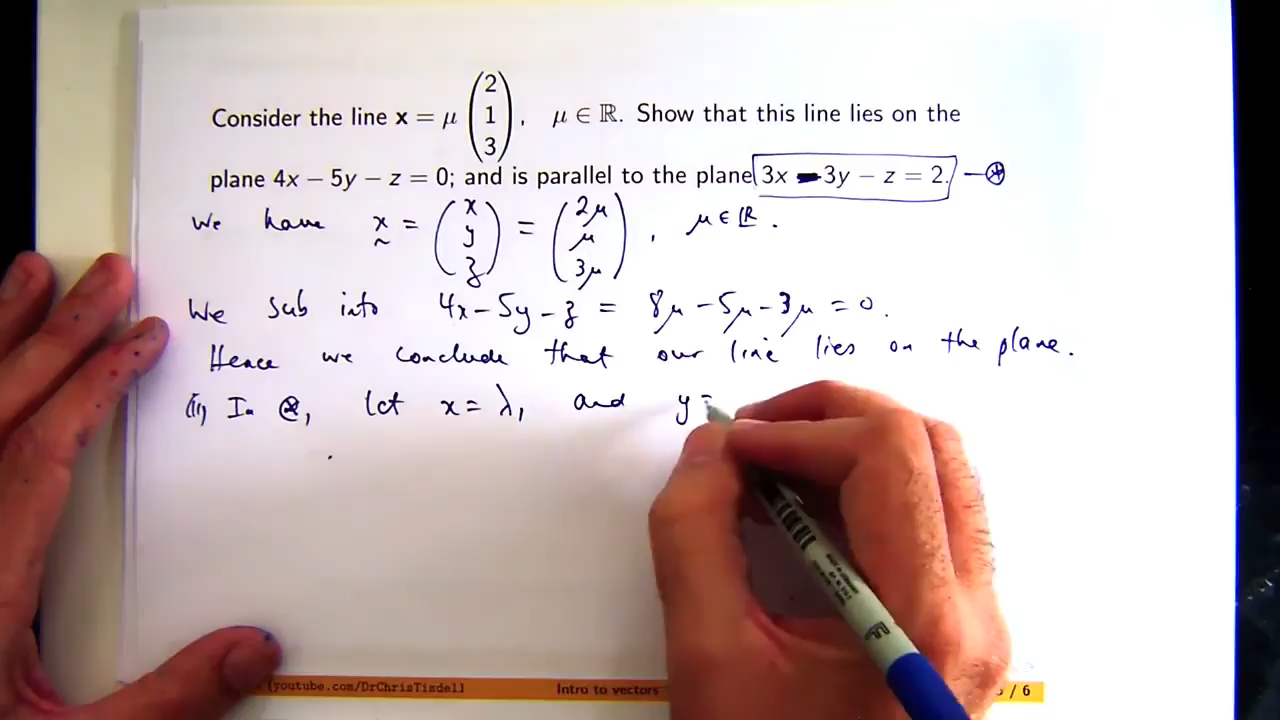 Consider the line x = μ (2 1 3), μ ∈ ℝ. Show that this line lies on the
plane 4x − 5y − z = 0; and is parallel to the plane 3x − 3y − z = 2. — ⊛
We have x = (x y z) = (2μ μ 3μ), μ ∈ ℝ.
We sub into 4x − 5y − z = 8μ − 5μ − 3μ = 0.
Hence we conclude that our line lies on the plane.
(ii) In ⊛, let x = λ, and y =
youtube.com/DrChrisTisdell Intro to vectors / 6